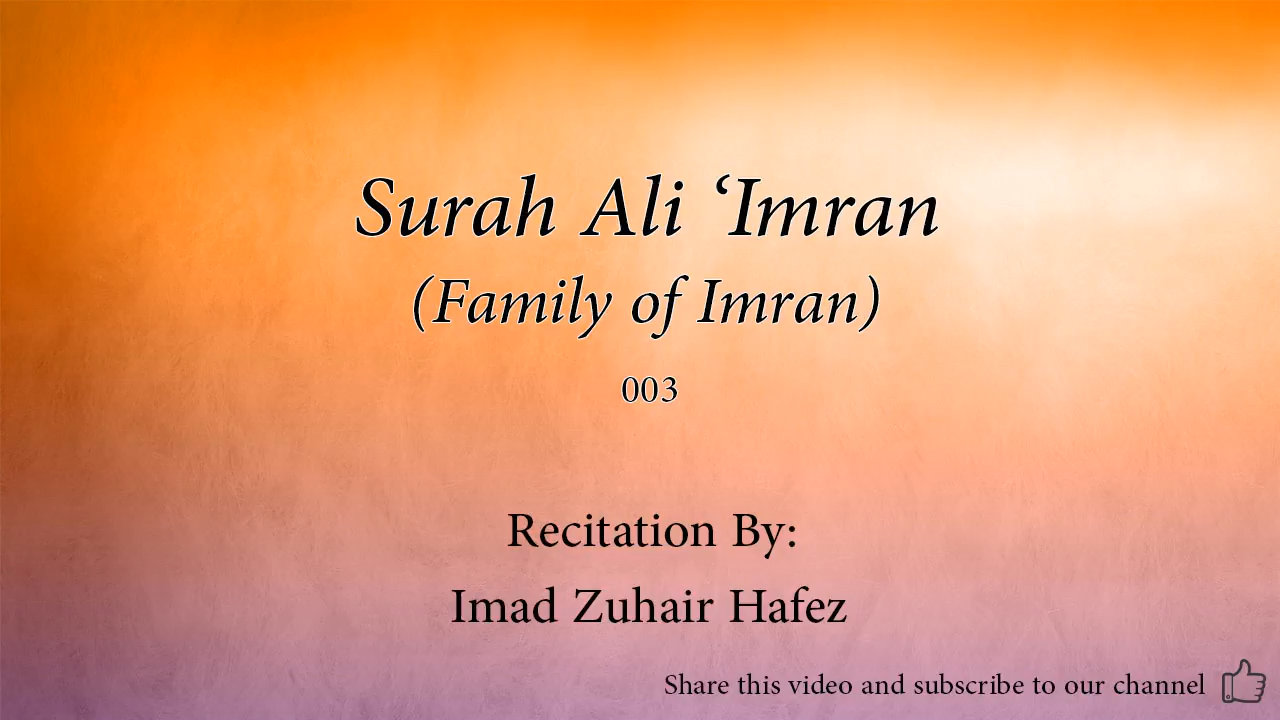 Surah Ali ‘Imran
(Family of Imran)
003
Recitation By:
Imad Zuhair Hafez
Share this video and subscribe to our channel